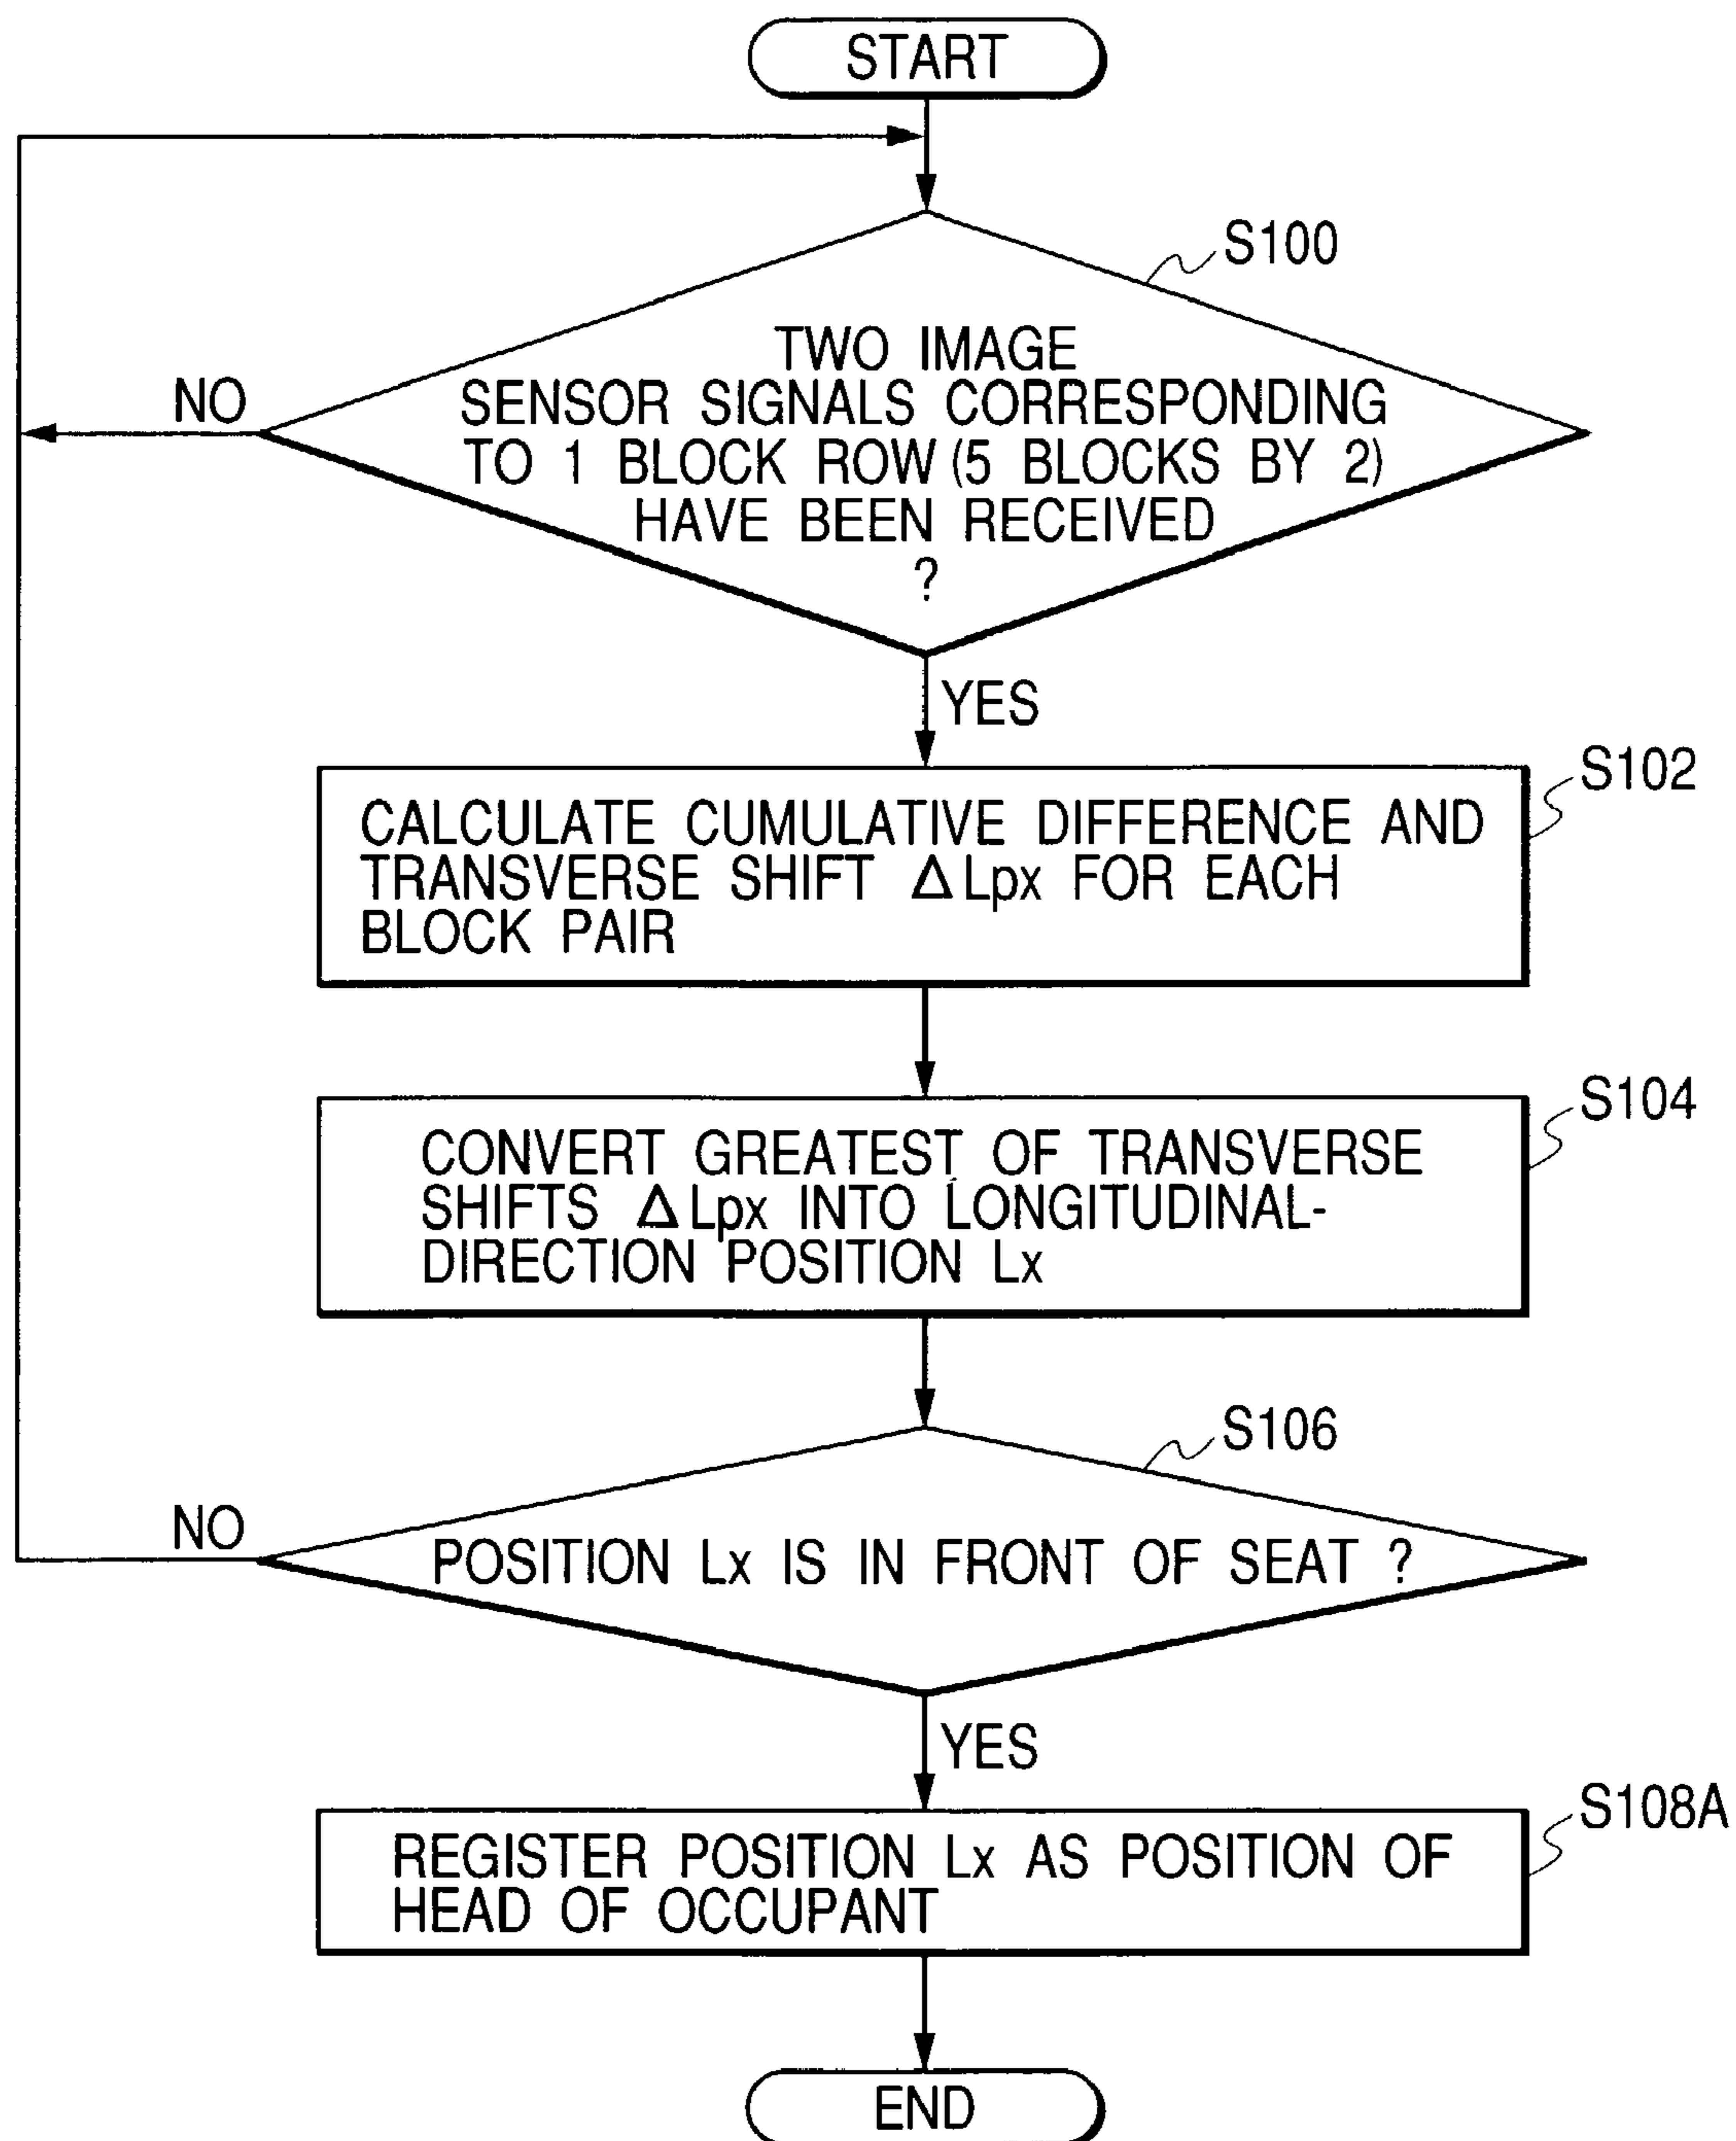 START
S100
TWO IMAGE
SENSOR SIGNALS CORRESPONDING
TO 1 BLOCK ROW (5 BLOCKS BY 2)
HAVE BEEN RECEIVED
?
NO
YES
S102
CALCULATE CUMULATIVE DIFFERENCE AND
TRANSVERSE SHIFT ΔLpx FOR EACH
BLOCK PAIR
S104
CONVERT GREATEST OF TRANSVERSE
SHIFTS ΔLpx INTO LONGITUDINAL-
DIRECTION POSITION Lx
S106
NO
POSITION Lx IS IN FRONT OF SEAT ?
YES
S108A
REGISTER POSITION Lx AS POSITION OF
HEAD OF OCCUPANT
END